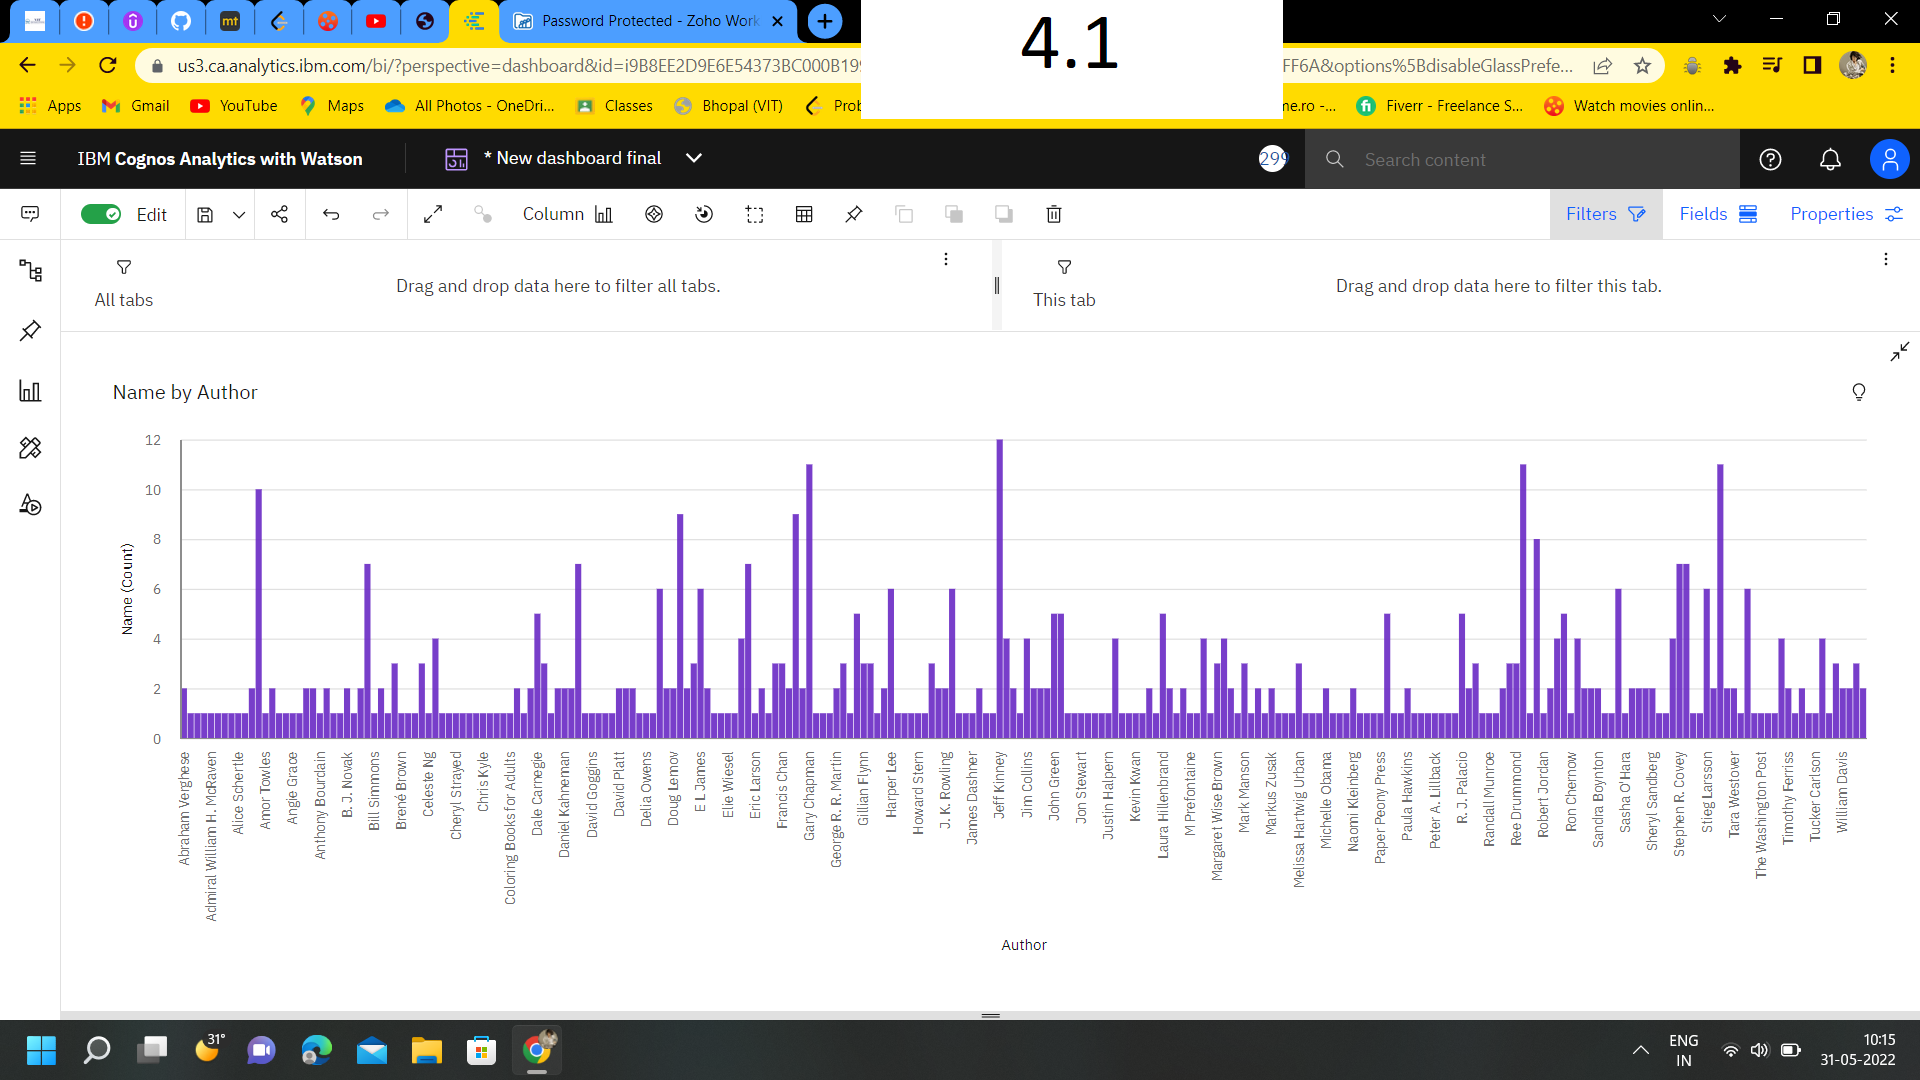 Password Protected - Zoho Work
4.1
us3.ca.analytics.ibm.com/bi/?perspective=dashboard&id=i9B8EE2D9E6E54373BC000B19
FF6A&options%5BdisableGlassPrefe...
Apps
Gmail
YouTube
Maps
All Photos - OneDri...
Classes
Bhopal (VIT)
Prob
me.ro -...
Fiverr - Freelance S...
Watch movies onlin...
IBM Cognos Analytics with Watson
* New dashboard final
299
Search content
Edit
Column
Filters
Fields
Properties
All tabs
Drag and drop data here to filter all tabs.
This tab
Drag and drop data here to filter this tab.
Name by Author
Name (Count)
12
10
8
6
4
2
0
Abraham Verghese
Admiral William H. McRaven
Alice Schertle
Amor Towles
Angie Grace
Anthony Bourdain
B. J. Novak
Bill Simmons
Brené Brown
Celeste Ng
Cheryl Strayed
Chris Kyle
Coloring Books for Adults
Dale Carnegie
Daniel Kahneman
David Goggins
David Platt
Delia Owens
Doug Lemov
E L James
Elie Wiesel
Eric Larson
Francis Chan
Gary Chapman
George R. R. Martin
Gillian Flynn
Harper Lee
Howard Stern
J. K. Rowling
James Dashner
Jeff Kinney
Jim Collins
John Green
Jon Stewart
Justin Halpern
Kevin Kwan
Laura Hillenbrand
M Prefontaine
Margaret Wise Brown
Mark Manson
Markus Zusak
Melissa Hartwig Urban
Michelle Obama
Naomi Kleinberg
Paper Peony Press
Paula Hawkins
Peter A. Lillback
R. J. Palacio
Randall Munroe
Ree Drummond
Robert Jordan
Ron Chernow
Sandra Boynton
Sasha O'Hara
Sheryl Sandberg
Stephen R. Covey
Stieg Larsson
Tara Westover
The Washington Post
Timothy Ferriss
Tucker Carlson
William Davis
Author
31°
ENG
IN
10:15
31-05-2022